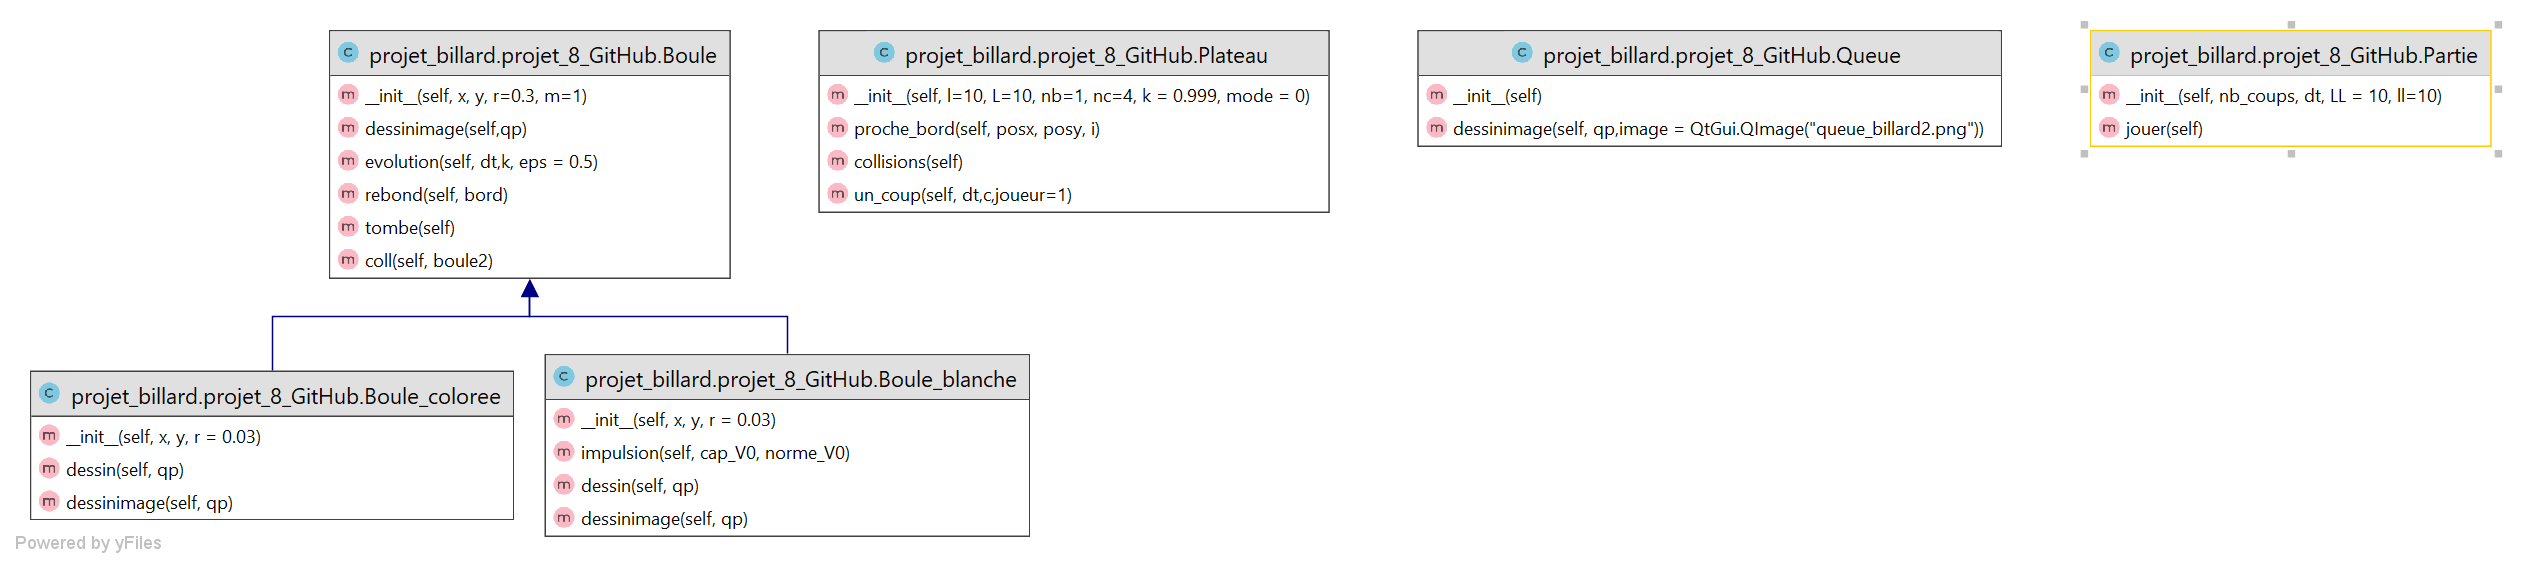 projet_billard.projet_8_GitHub.Boule
__init__(self, x, y, r=0.3, m=1)
dessinimage(self,qp)
evolution(self, dt,k, eps = 0.5)
rebond(self, bord)
tombe(self)
coll(self, boule2)
projet_billard.projet_8_GitHub.Plateau
__init__(self, l=10, L=10, nb=1, nc=4, k = 0.999, mode = 0)
proche_bord(self, posx, posy, i)
collisions(self)
un_coup(self, dt,c,joueur=1)
projet_billard.projet_8_GitHub.Queue
__init__(self)
dessinimage(self, qp,image = QtGui.QImage("queue_billard2.png"))
projet_billard.projet_8_GitHub.Partie
__init__(self, nb_coups, dt, LL = 10, ll=10)
jouer(self)
projet_billard.projet_8_GitHub.Boule_coloree
__init__(self, x, y, r = 0.03)
dessin(self, qp)
dessinimage(self, qp)
projet_billard.projet_8_GitHub.Boule_blanche
__init__(self, x, y, r = 0.03)
impulsion(self, cap_V0, norme_V0)
dessin(self, qp)
dessinimage(self, qp)
Powered by yFiles